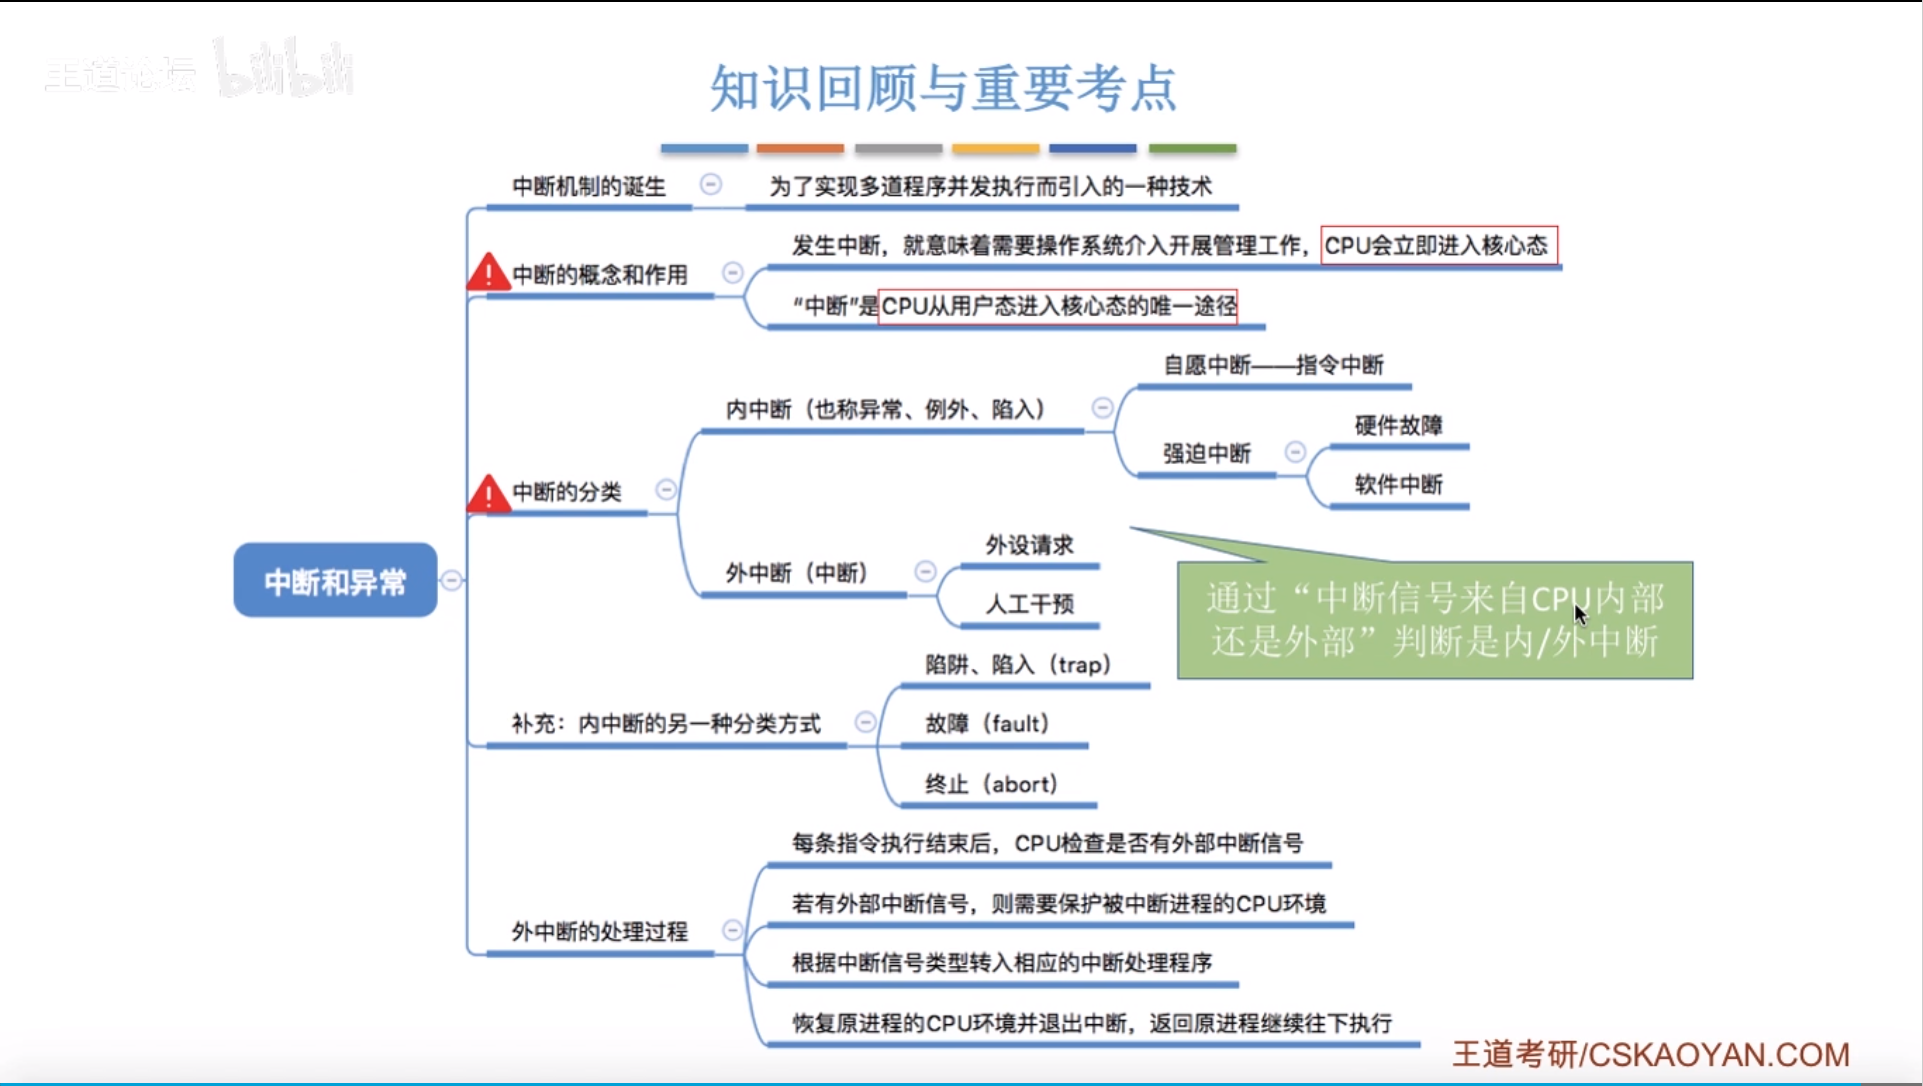 王道论坛 bilibili
知识回顾与重要考点
中断机制的诞生
为了实现多道程序并发执行而引入的一种技术
中断的概念和作用
发生中断，就意味着需要操作系统介入开展管理工作，CPU会立即进入核心态
“中断”是CPU从用户态进入核心态的唯一途径
中断的分类
内中断（也称异常、例外、陷入）
自愿中断——指令中断
强迫中断
硬件故障
软件中断
外中断（中断）
外设请求
人工干预
通过“中断信号来自CPU内部
还是外部”判断是内/外中断
中断和异常
补充：内中断的另一种分类方式
陷阱、陷入（trap）
故障（fault）
终止（abort）
外中断的处理过程
每条指令执行结束后，CPU检查是否有外部中断信号
若有外部中断信号，则需要保护被中断进程的CPU环境
根据中断信号类型转入相应的中断处理程序
恢复原进程的CPU环境并退出中断，返回原进程继续往下执行
王道考研/CSKAOYAN.COM